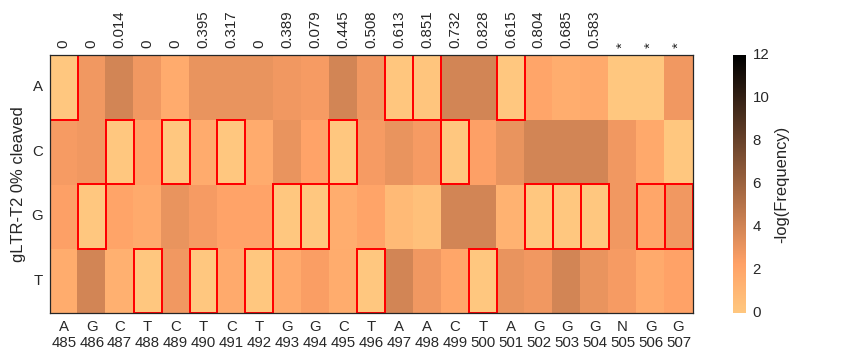 0 0 0.014 0 0 0.395 0.317 0 0.389 0.079 0.445 0.508 0.613 0.851 0.732 0.828 0.615 0.804 0.685 0.583 * * *
gLTR-T2 0% cleaved
A
C
G
T
A G C T C T C T G G C T A A C T A G G G N G G
485 486 487 488 489 490 491 492 493 494 495 496 497 498 499 500 501 502 503 504 505 506 507
12
10
8
6
4
2
0
-log(Frequency)